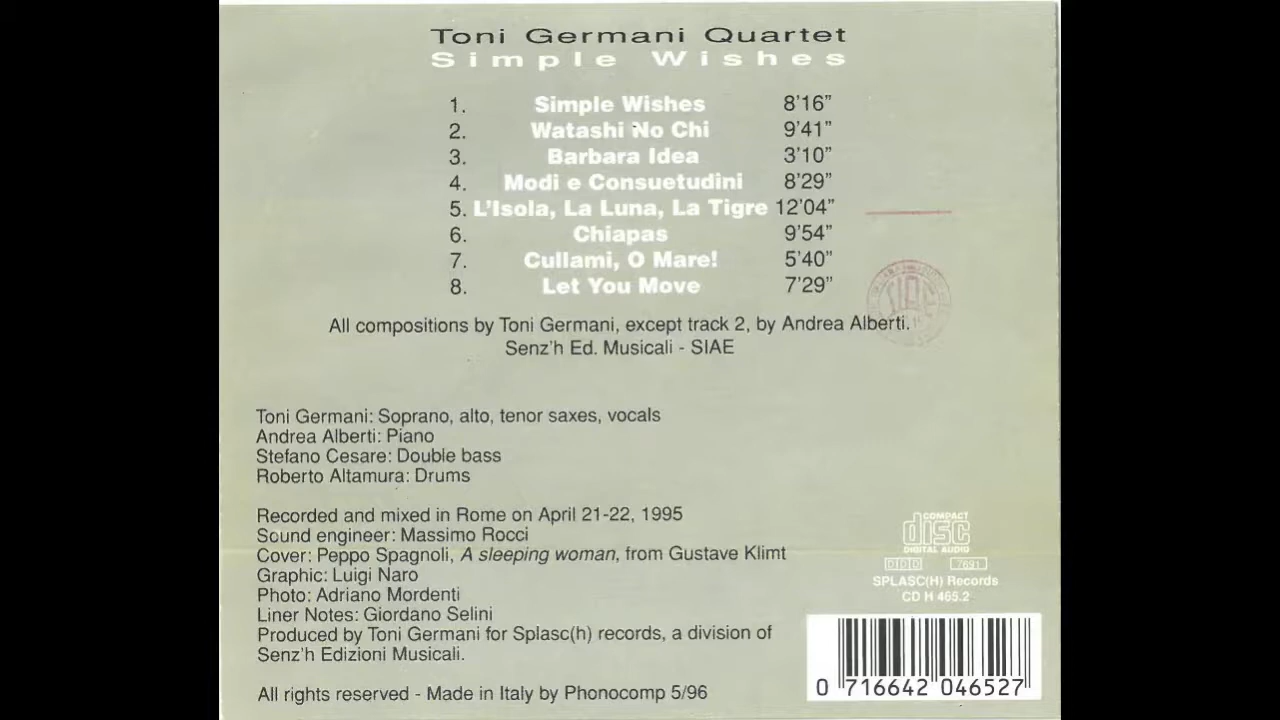 Toni Germani Quartet
Simple Wishes
1. Simple Wishes 8'16"
2. Watashi No Chi 9'41"
3. Barbara Idea 3'10"
4. Modi e Consuetudini 8'29"
5. L'Isola, La Luna, La Tigre 12'04"
6. Chiapas 9'54"
7. Cullami, O Mare! 5'40"
8. Let You Move 7'29"
All compositions by Toni Germani, except track 2, by Andrea Alberti.
Senz'h Ed. Musicali - SIAE
Toni Germani: Soprano, alto, tenor saxes, vocals
Andrea Alberti: Piano
Stefano Cesare: Double bass
Roberto Altamura: Drums
Recorded and mixed in Rome on April 21-22, 1995
Sound engineer: Massimo Rocci
Cover: Peppo Spagnoli, A sleeping woman, from Gustave Klimt
Graphic: Luigi Naro
Photo: Adriano Mordenti
Liner Notes: Giordano Selini
Produced by Toni Germani for Splasc(h) records, a division of
Senz'h Edizioni Musicali.
All rights reserved - Made in Italy by Phonocomp 5/96
COMPACT
disc
DIGITAL AUDIO
DDD 7691
SPLASC(H) Records
CD H 465.2
0 716642 046527
SIAE